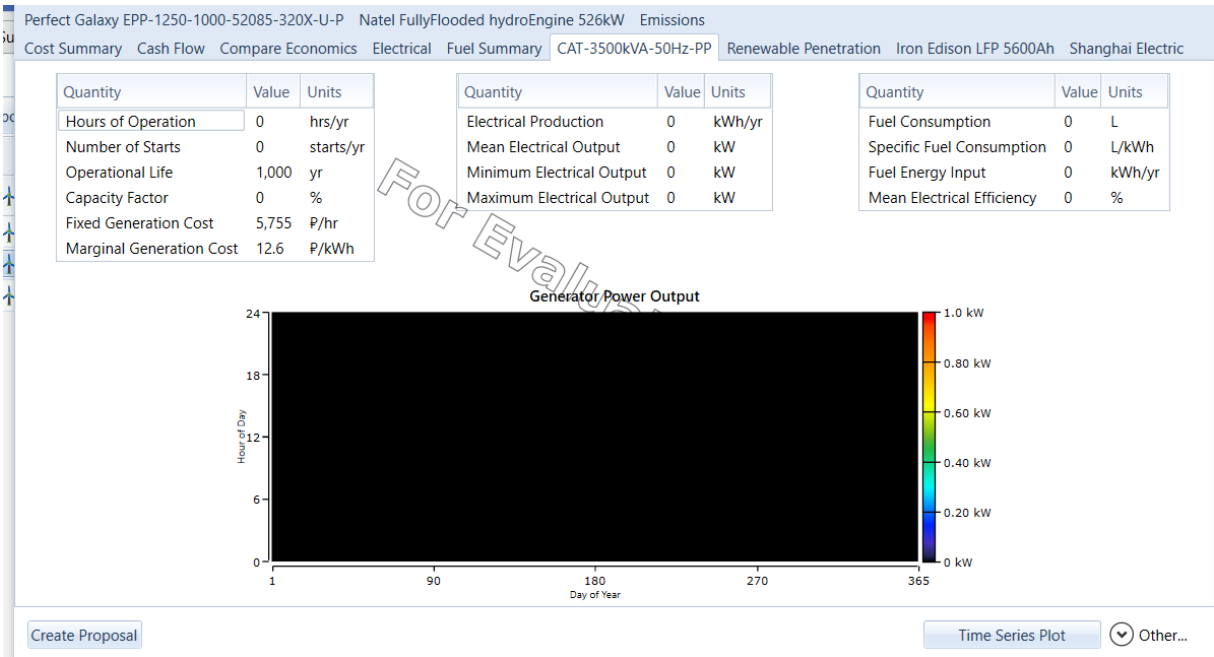 Perfect Galaxy EPP-1250-1000-52085-320X-U-P Natel FullyFlooded hydroEngine 526kW Emissions
Cost Summary Cash Flow Compare Economics Electrical Fuel Summary CAT-3500kVA-50Hz-PP Renewable Penetration Iron Edison LFP 5600Ah Shanghai Electric
Quantity Value Units
Hours of Operation 0 hrs/yr
Number of Starts 0 starts/yr
Operational Life 1,000 yr
Capacity Factor 0 %
Fixed Generation Cost 5,755 ₽/hr
Marginal Generation Cost 12.6 ₽/kWh
Quantity Value Units
Electrical Production 0 kWh/yr
Mean Electrical Output 0 kW
Minimum Electrical Output 0 kW
Maximum Electrical Output 0 kW
Quantity Value Units
Fuel Consumption 0 L
Specific Fuel Consumption 0 L/kWh
Fuel Energy Input 0 kWh/yr
Mean Electrical Efficiency 0 %
For Evalua
Generator Power Output
24
18
12
6
0
Hour of Day
1 90 180 270 365
Day of Year
1.0 kW
0.80 kW
0.60 kW
0.40 kW
0.20 kW
0 kW
Create Proposal
Time Series Plot
Other...